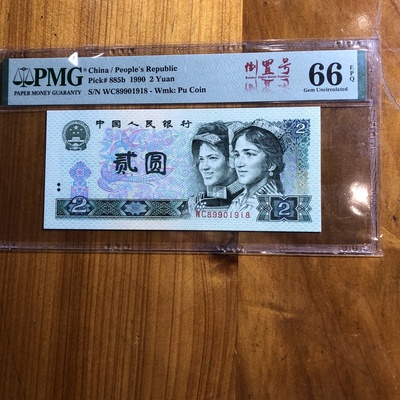 PMG
PAPER MONEY GUARANTY
China / People's Republic
Pick# 885b 1990 2 Yuan
S/N WC89901918 - Wmk: Pu Coin
倒置号
66 EPQ
Gem Uncirculated
中国人民银行
贰圆
2
2
2
WC89901918